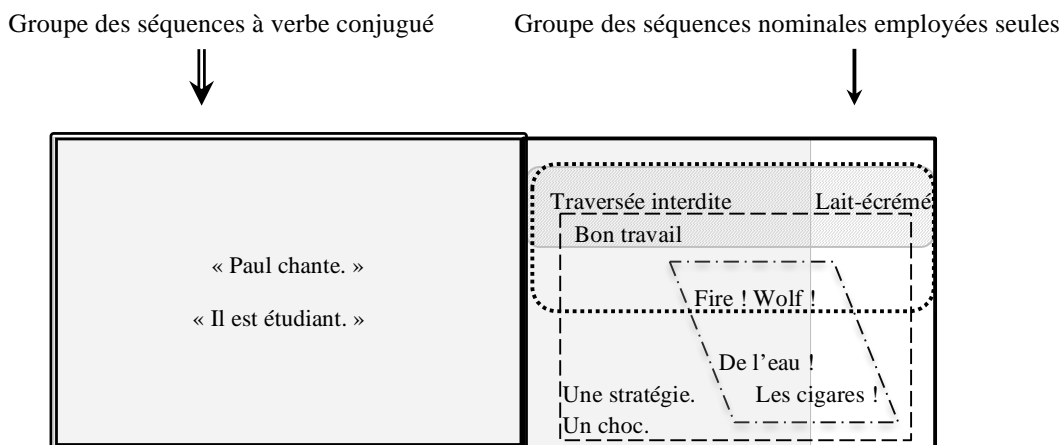 Groupe des séquences à verbe conjugué
Groupe des séquences nominales employées seules
Traversée interdite
Lait-écrémé
Bon travail
« Paul chante. »
« Il est étudiant. »
Fire ! Wolf !
De l’eau !
Une stratégie.
Les cigares !
Un choc.